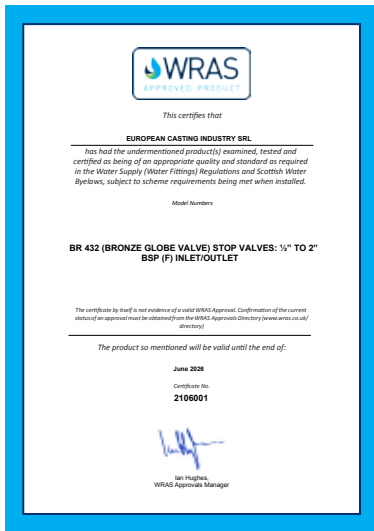 WRAS
APPROVED PRODUCT
This certifies that
EUROPEAN CASTING INDUSTRY SRL
has had the undermentioned product(s) examined, tested and
certified as being of an appropriate quality and standard as required
in the Water Supply (Water Fittings) Regulations and Scottish Water
Byelaws, subject to scheme requirements being met when installed.
Model Numbers
BR 432 (BRONZE GLOBE VALVE) STOP VALVES: ½" TO 2"
BSP (F) INLET/OUTLET
The certificate by itself is not evidence of a valid WRAS Approval. Confirmation of the current
status of an approval must be obtained from the WRAS Approvals Directory (www.wras.co.uk/
directory)
The product so mentioned will be valid until the end of:
June 2026
Certificate No.
2106001
Ian Hughes,
WRAS Approvals Manager